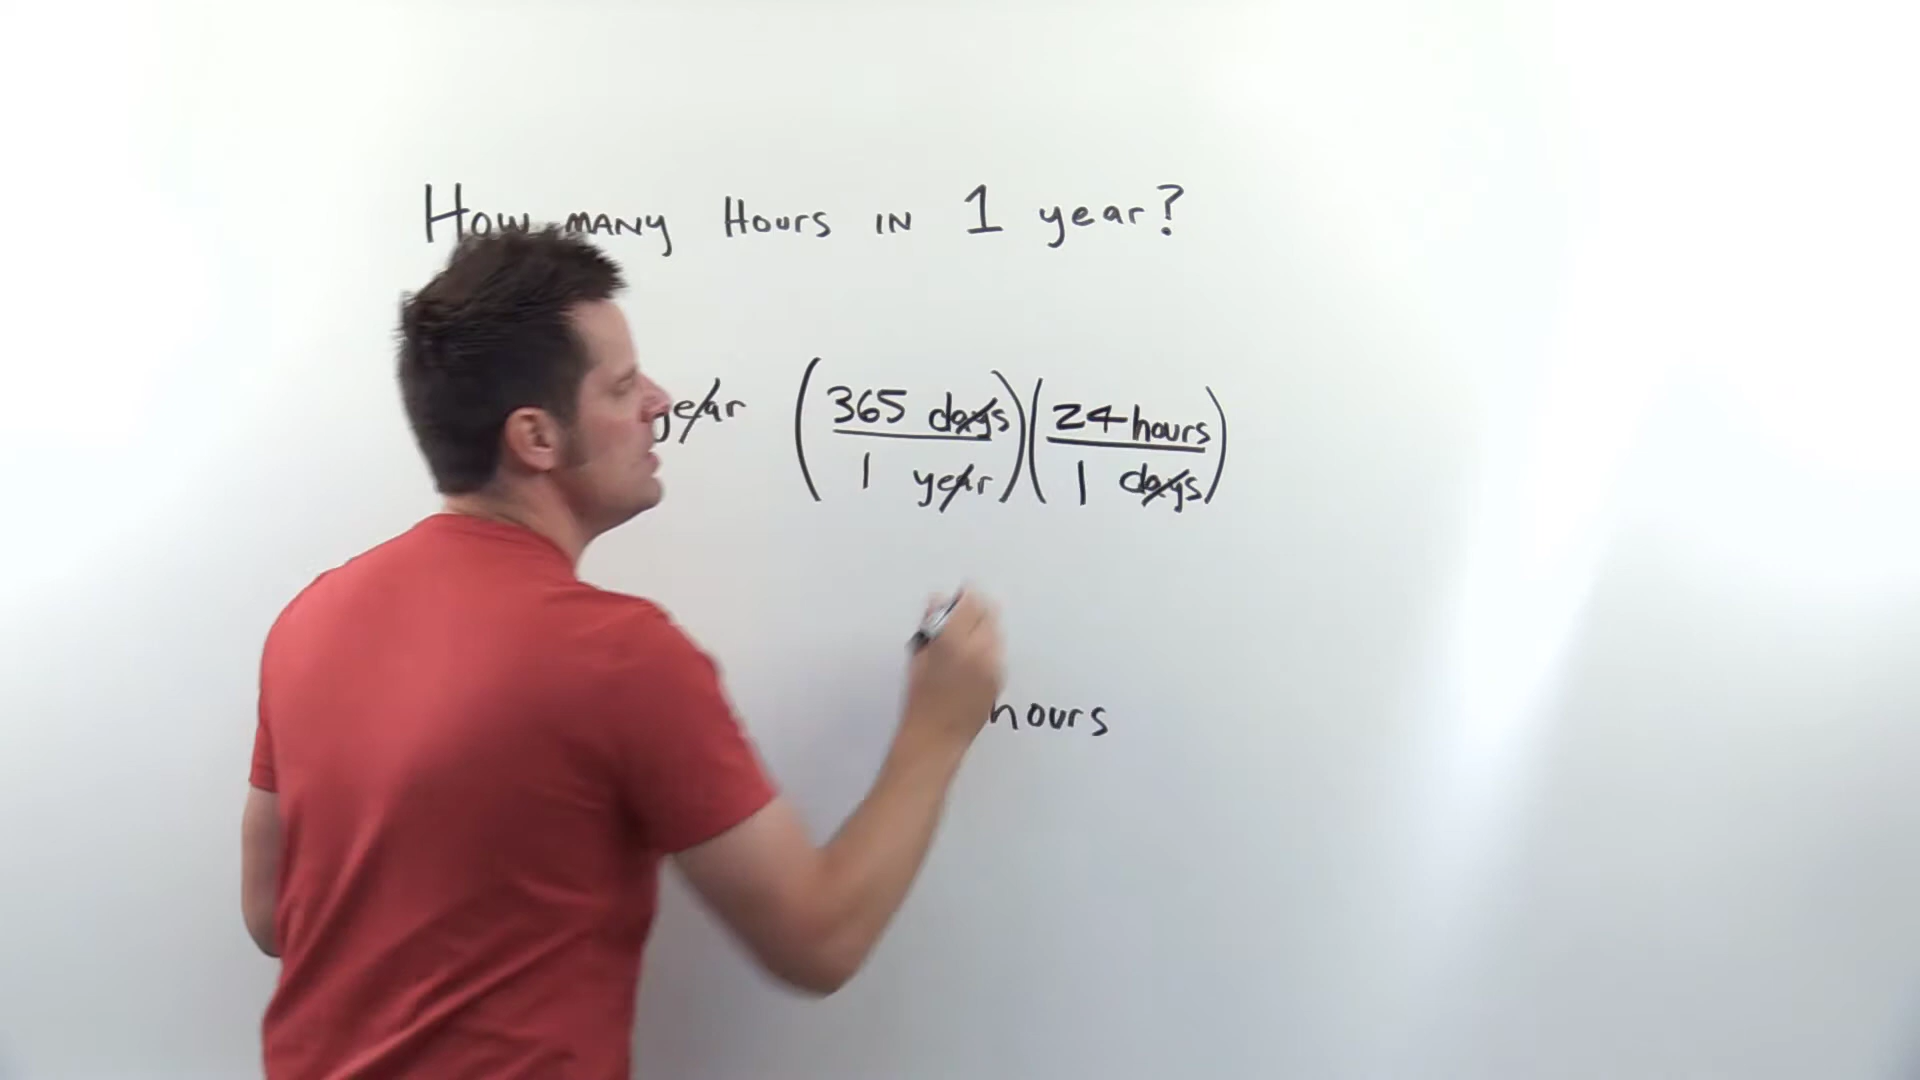 How many Hours in 1 year?
year (365 days / 1 year)(24 hours / 1 days)
hours